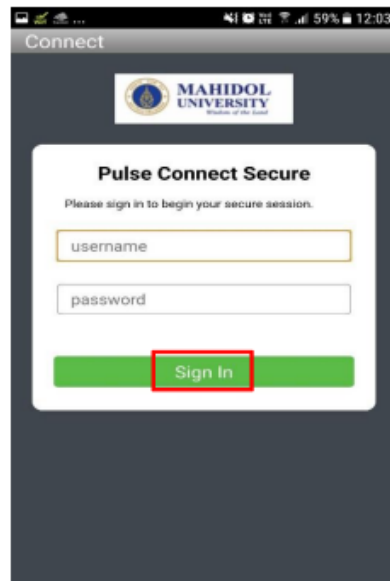 59% 12:03
Connect
MAHIDOL
UNIVERSITY
Wisdom of the Land
Pulse Connect Secure
Please sign in to begin your secure session.
username
password
Sign In